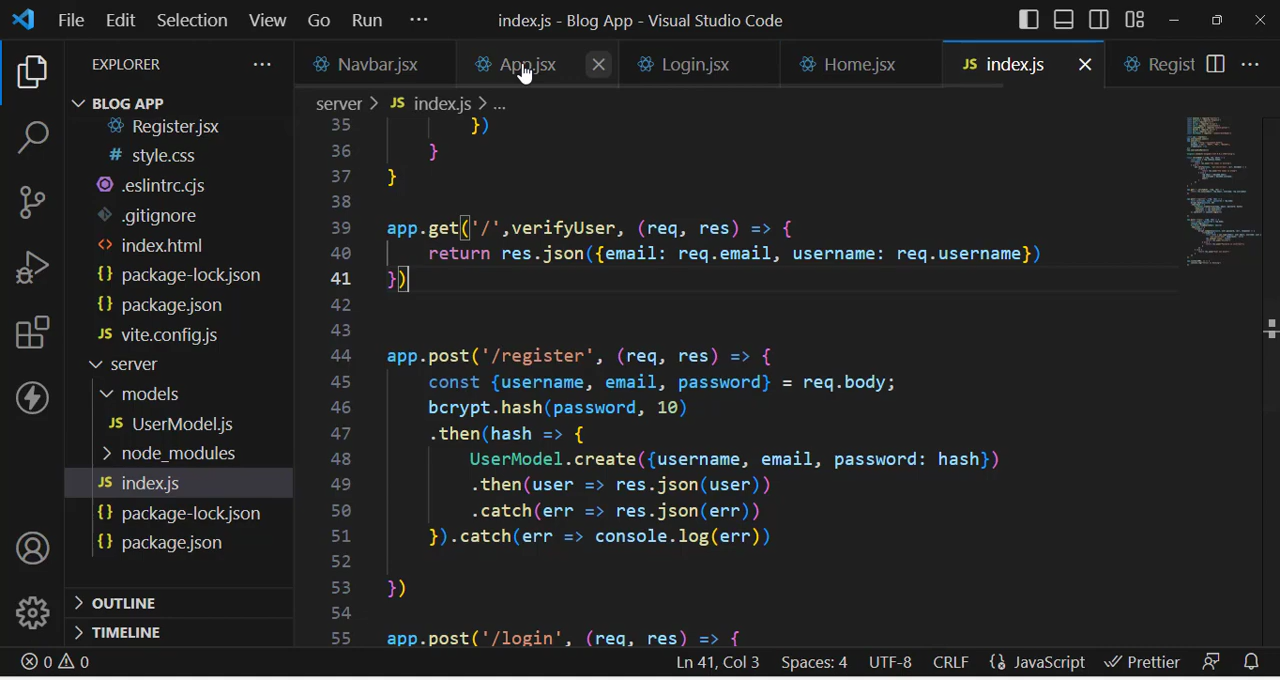 File Edit Selection View Go Run ··· index.js - Blog App - Visual Studio Code
EXPLORER ···
Navbar.jsx App.jsx Login.jsx Home.jsx JS index.js Regist ···
BLOG APP
Register.jsx
# style.css
.eslintrc.cjs
.gitignore
<> index.html
{} package-lock.json
{} package.json
JS vite.config.js
server
models
JS UserModel.js
node_modules
JS index.js
{} package-lock.json
{} package.json
OUTLINE
TIMELINE
server > JS index.js > ...
35 })
36 }
37 }
38
39 app.get('/',verifyUser, (req, res) => {
40 return res.json({email: req.email, username: req.username})
41 })
42
43
44 app.post('/register', (req, res) => {
45 const {username, email, password} = req.body;
46 bcrypt.hash(password, 10)
47 .then(hash => {
48 UserModel.create({username, email, password: hash})
49 .then(user => res.json(user))
50 .catch(err => res.json(err))
51 }).catch(err => console.log(err))
52
53 })
54
55 app.post('/login', (req, res) => {
0 0 Ln 41, Col 3 Spaces: 4 UTF-8 CRLF {} JavaScript Prettier